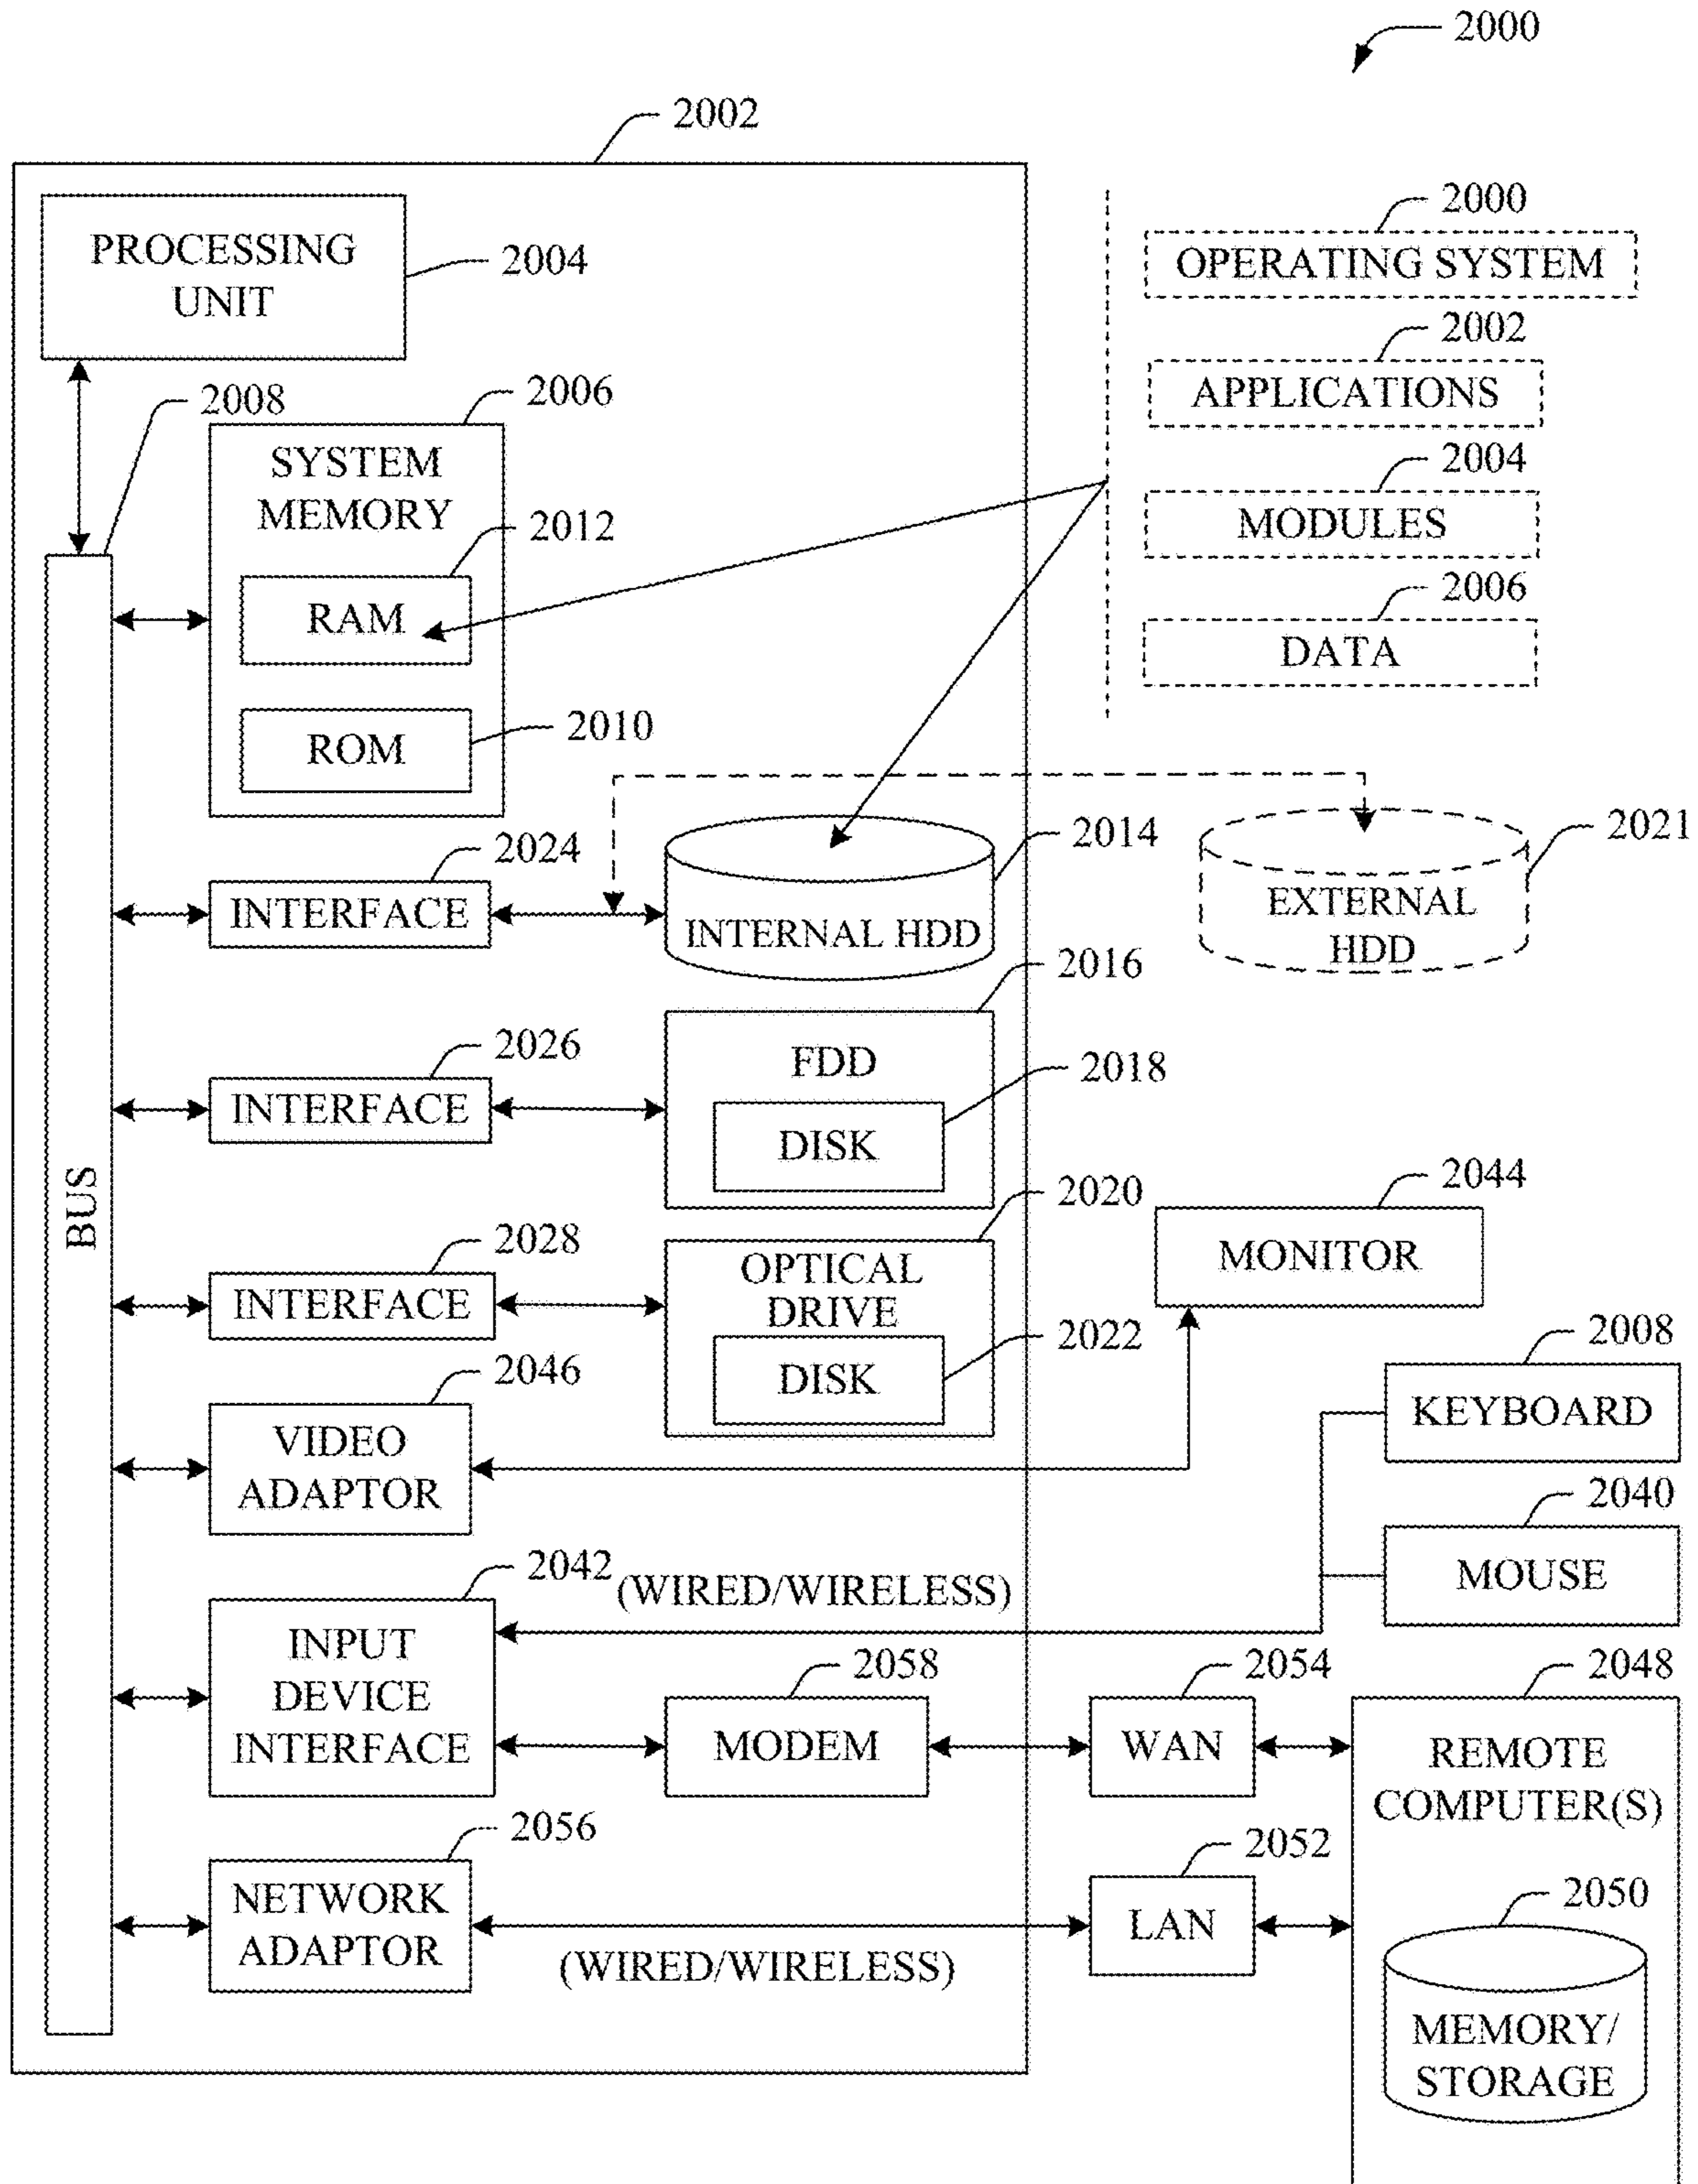 2000
2002
PROCESSING
UNIT
2004
2000
OPERATING SYSTEM
2002
APPLICATIONS
2004
MODULES
2006
DATA
2008
2006
SYSTEM
MEMORY
2012
RAM
2010
ROM
2024
INTERFACE
2014
INTERNAL HDD
2021
EXTERNAL
HDD
2016
2026
INTERFACE
FDD
2018
DISK
BUS
2020
2028
INTERFACE
OPTICAL
DRIVE
2022
DISK
2044
MONITOR
2008
KEYBOARD
2046
VIDEO
ADAPTOR
2040
MOUSE
2042
(WIRED/WIRELESS)
INPUT
DEVICE
INTERFACE
2058
MODEM
2054
WAN
2048
REMOTE
COMPUTER(S)
2056
NETWORK
ADAPTOR
(WIRED/WIRELESS)
2052
LAN
2050
MEMORY/
STORAGE